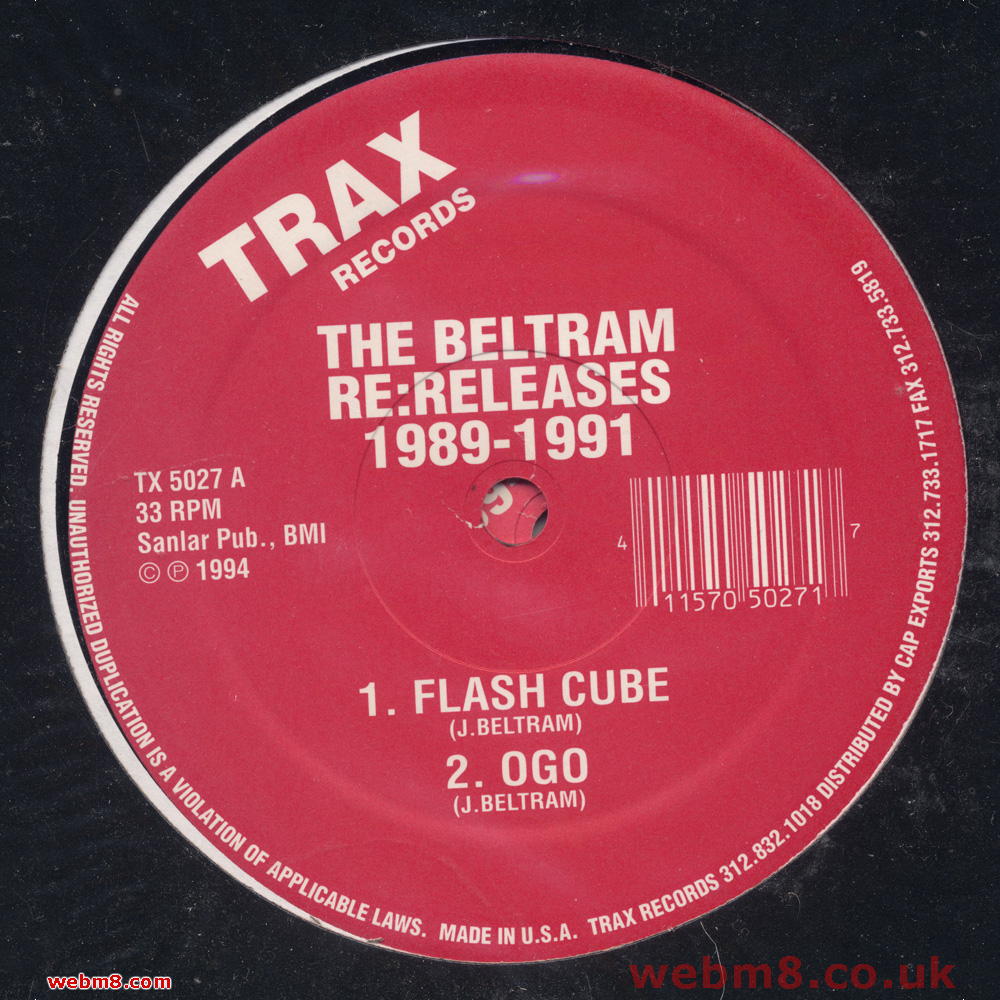 TRAX
RECORDS
THE BELTRAM
RE:RELEASES
1989-1991
TX 5027 A
33 RPM
Sanlar Pub., BMI
© ℗ 1994
4 11570 50271 7
1. FLASH CUBE
(J.BELTRAM)
2. OGO
(J.BELTRAM)
ALL RIGHTS RESERVED. UNAUTHORIZED DUPLICATION IS A VIOLATION OF APPLICABLE LAWS. MADE IN U.S.A. TRAX RECORDS 312.832.1018 DISTRIBUTED BY CAP EXPORTS 312.733.1717 FAX 312.733.5819
webm8.com
webm8.co.uk